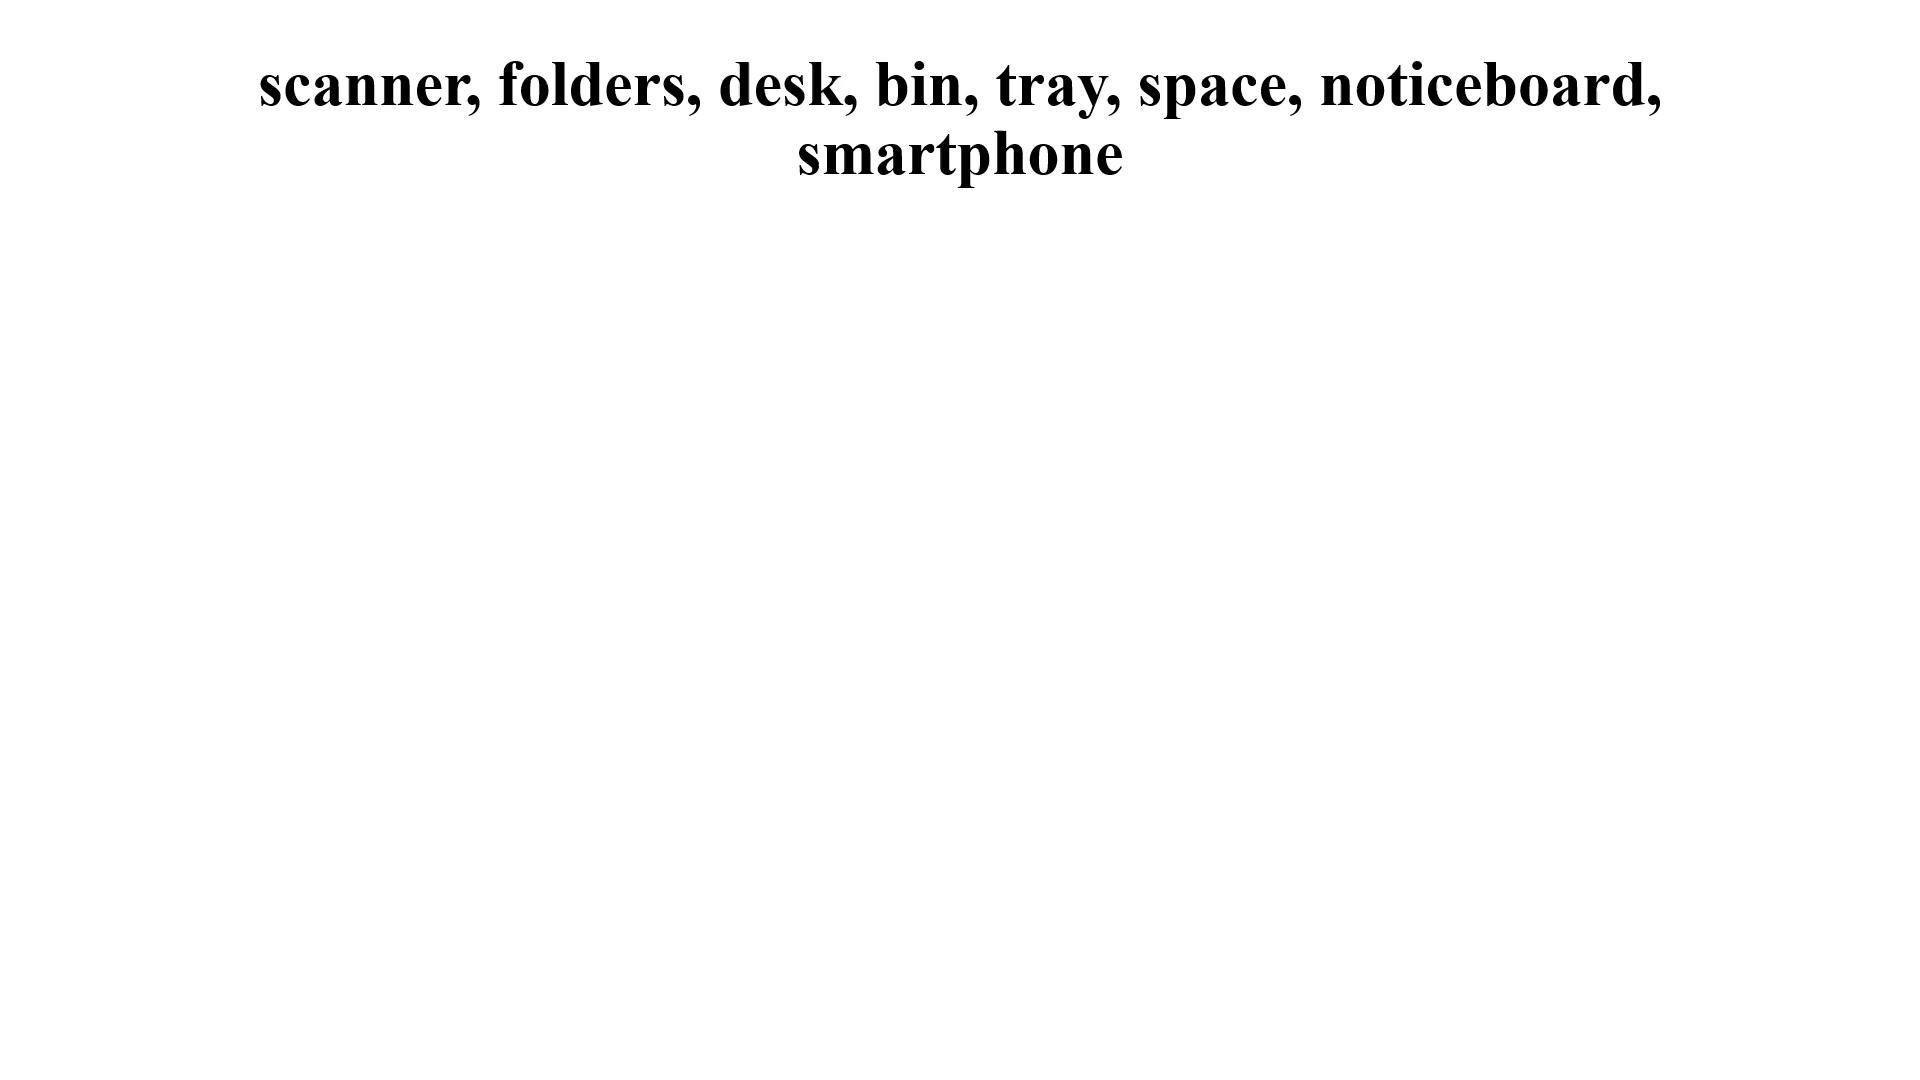 scanner, folders, desk, bin, tray, space, noticeboard,
smartphone